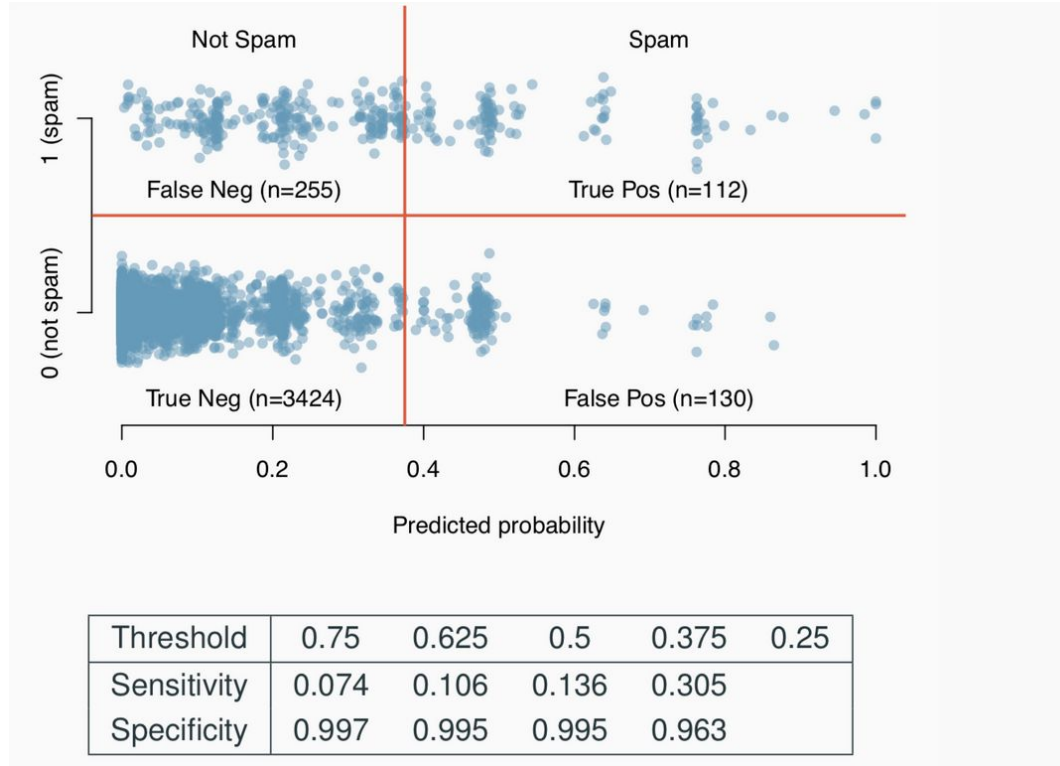 Not Spam Spam
1 (spam)
False Neg (n=255) True Pos (n=112)
0 (not spam)
True Neg (n=3424) False Pos (n=130)
0.0 0.2 0.4 0.6 0.8 1.0
Predicted probability
Threshold 0.75 0.625 0.5 0.375 0.25
Sensitivity 0.074 0.106 0.136 0.305
Specificity 0.997 0.995 0.995 0.963